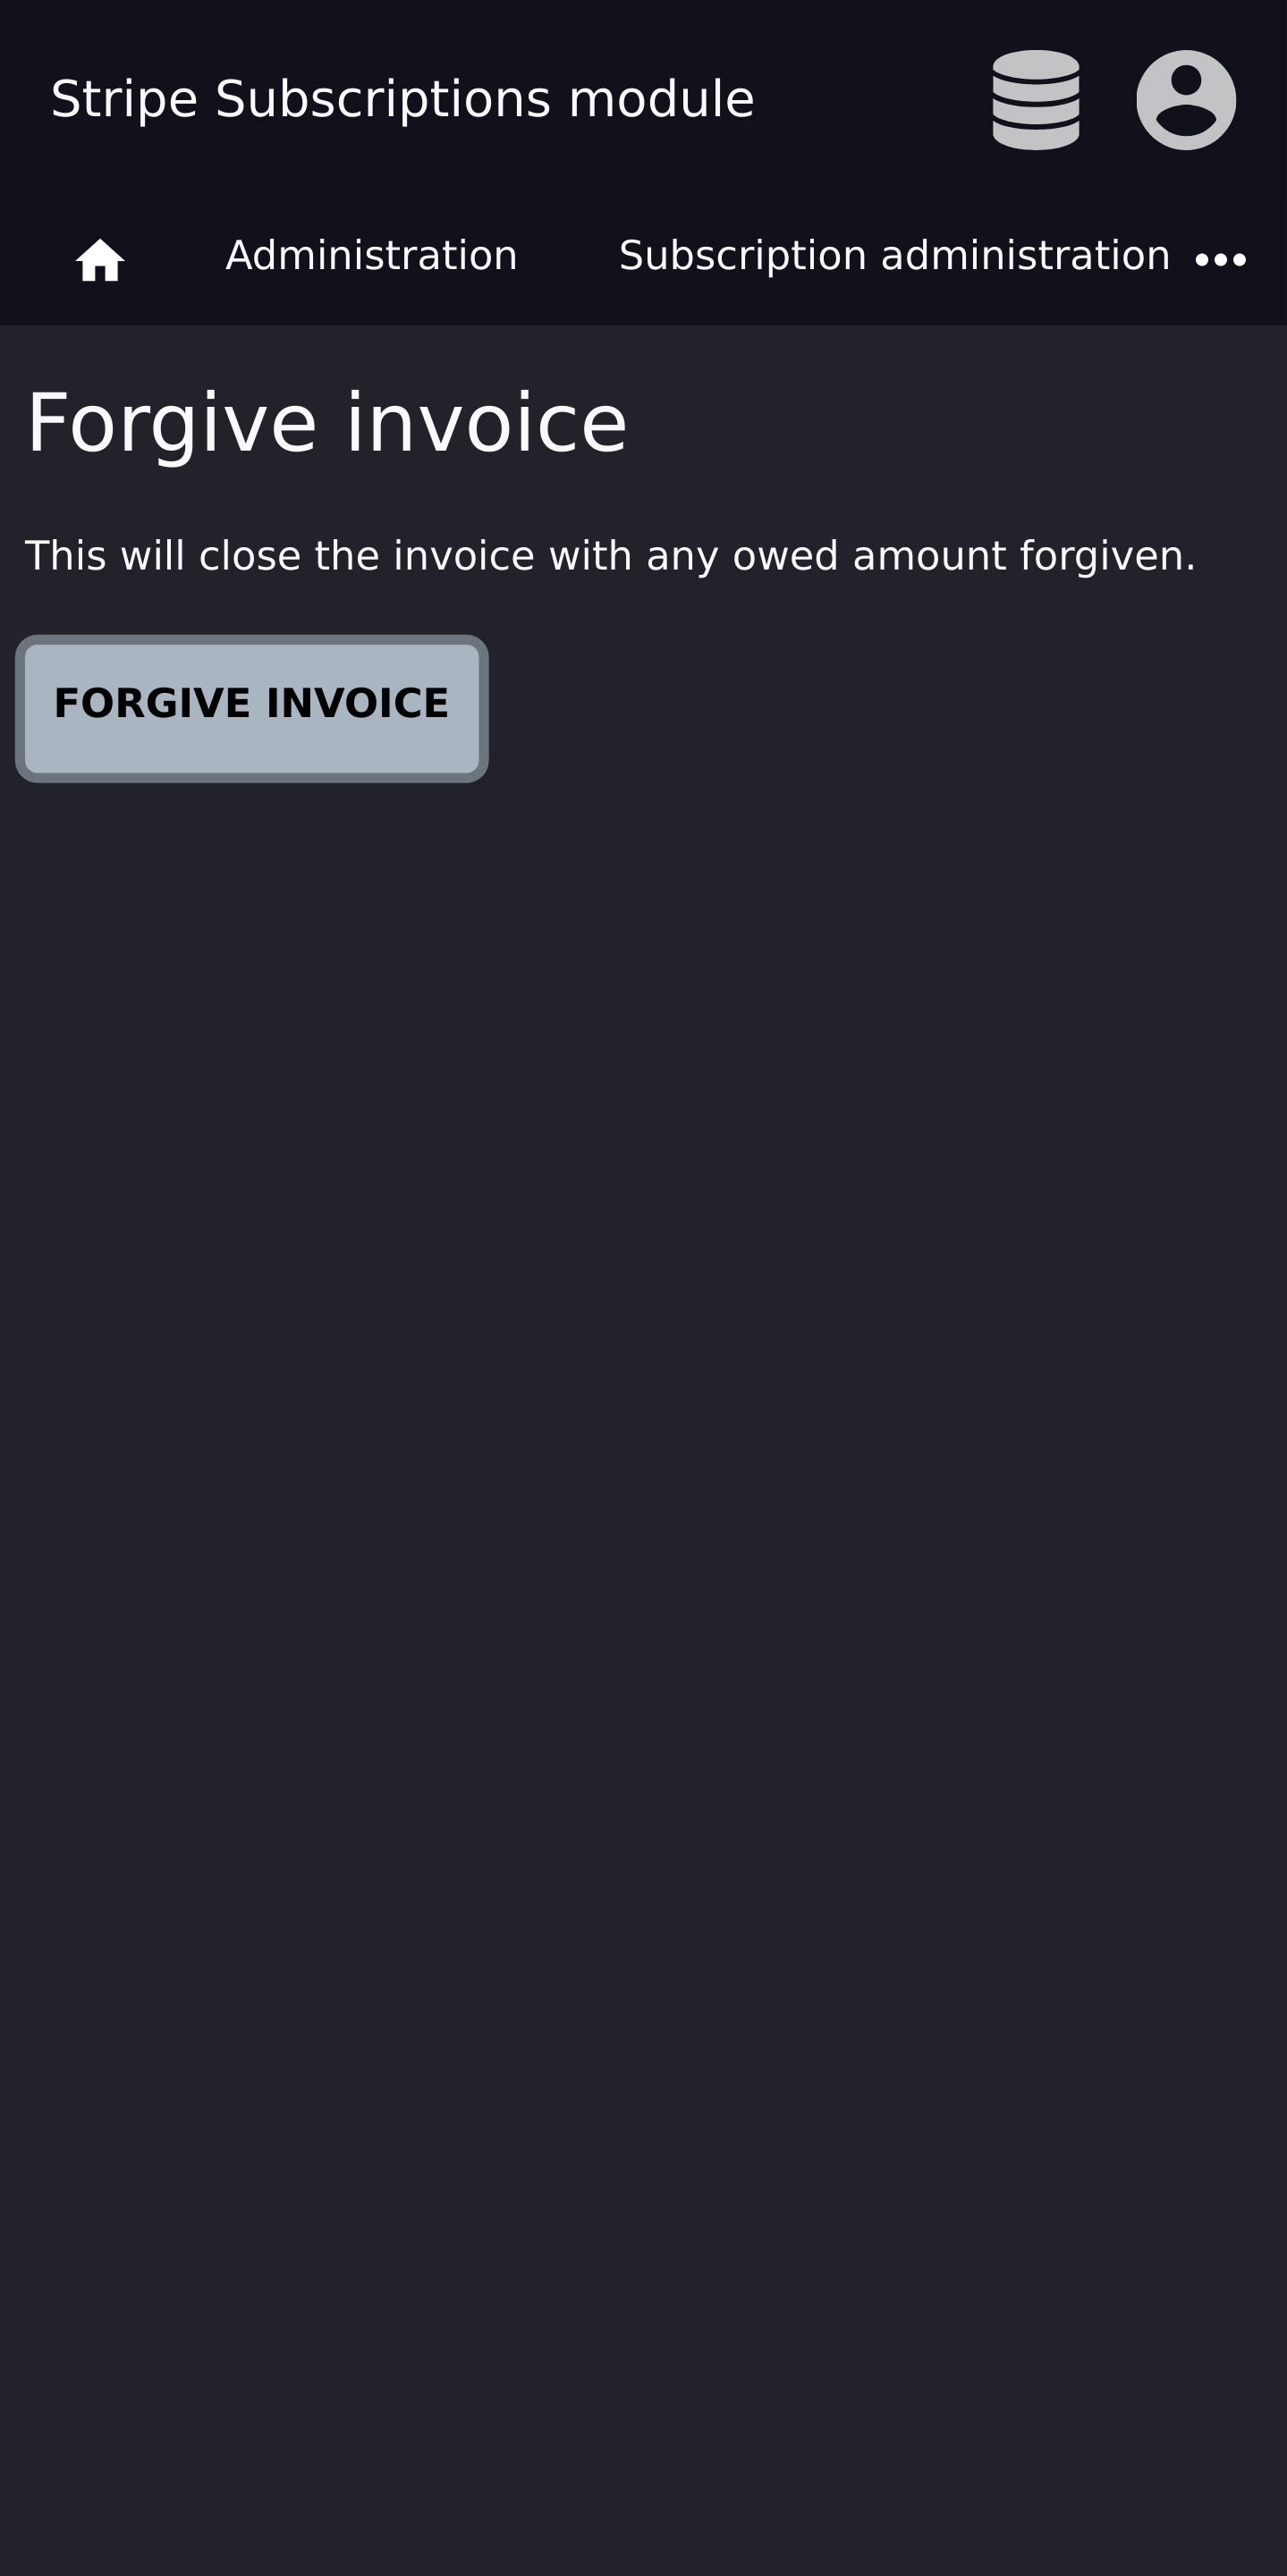 Stripe Subscriptions module
Administration Subscription administration
Forgive invoice
This will close the invoice with any owed amount forgiven.
FORGIVE INVOICE